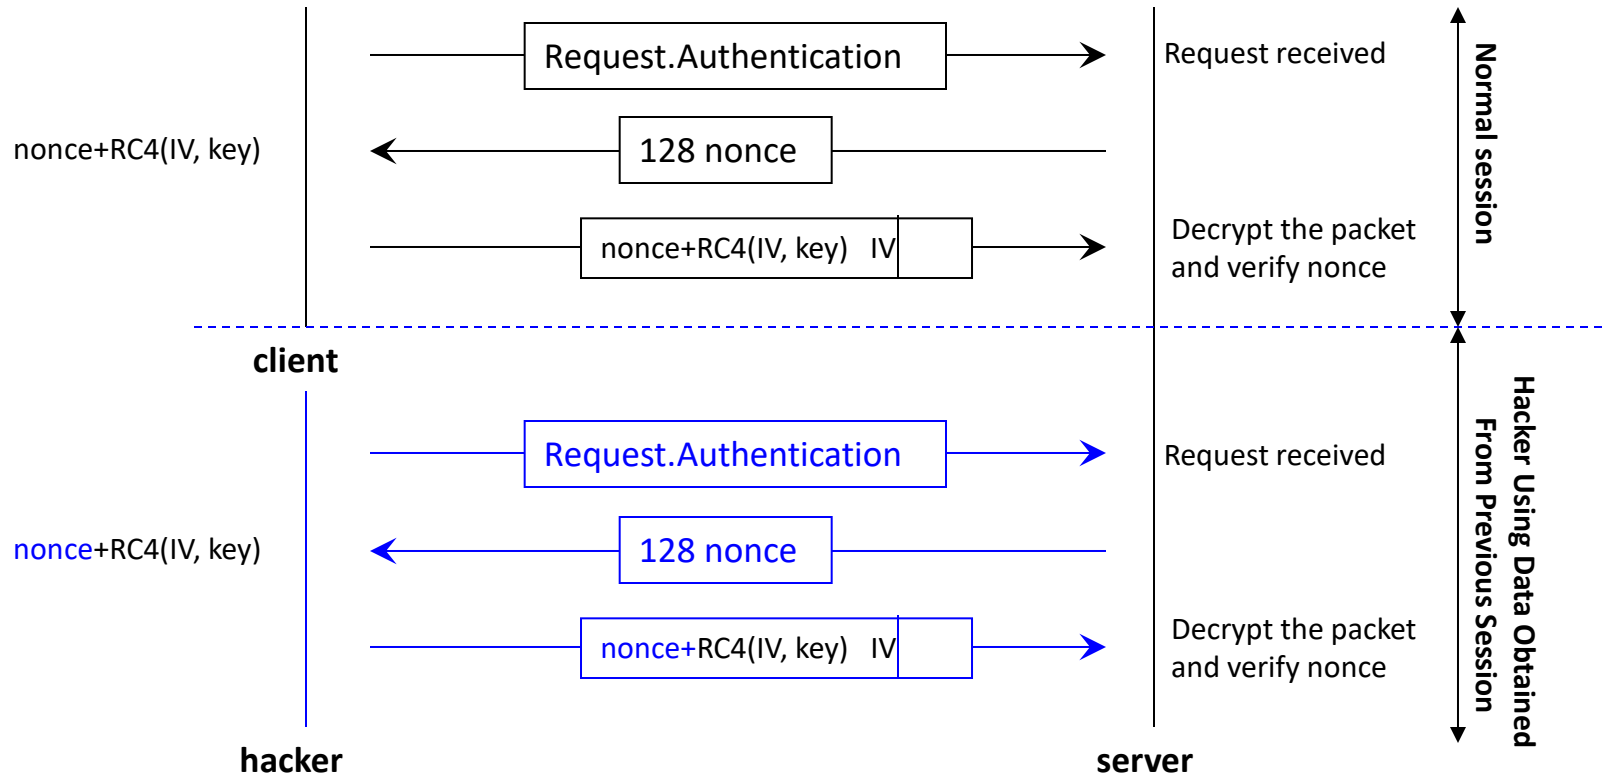 Request.Authentication
Request received
128 nonce
nonce+RC4(IV, key)
nonce+RC4(IV, key) IV
Decrypt the packet
and verify nonce
Normal session
client
Request.Authentication
Request received
128 nonce
nonce+RC4(IV, key)
nonce+RC4(IV, key) IV
Decrypt the packet
and verify nonce
Hacker Using Data Obtained
From Previous Session
hacker
server